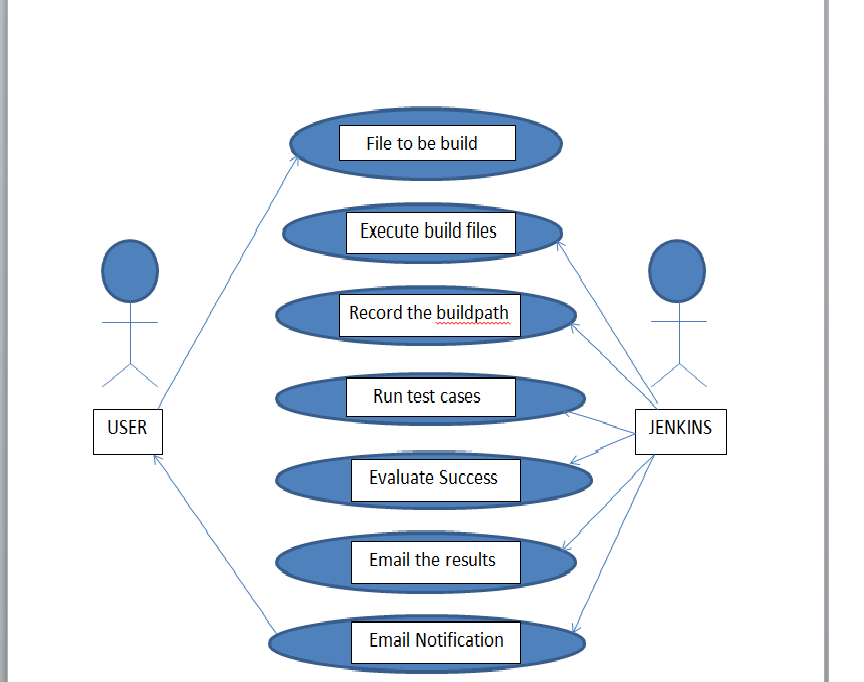 File to be build
Execute build files
Record the buildpath
Run test cases
USER
JENKINS
Evaluate Success
Email the results
Email Notification